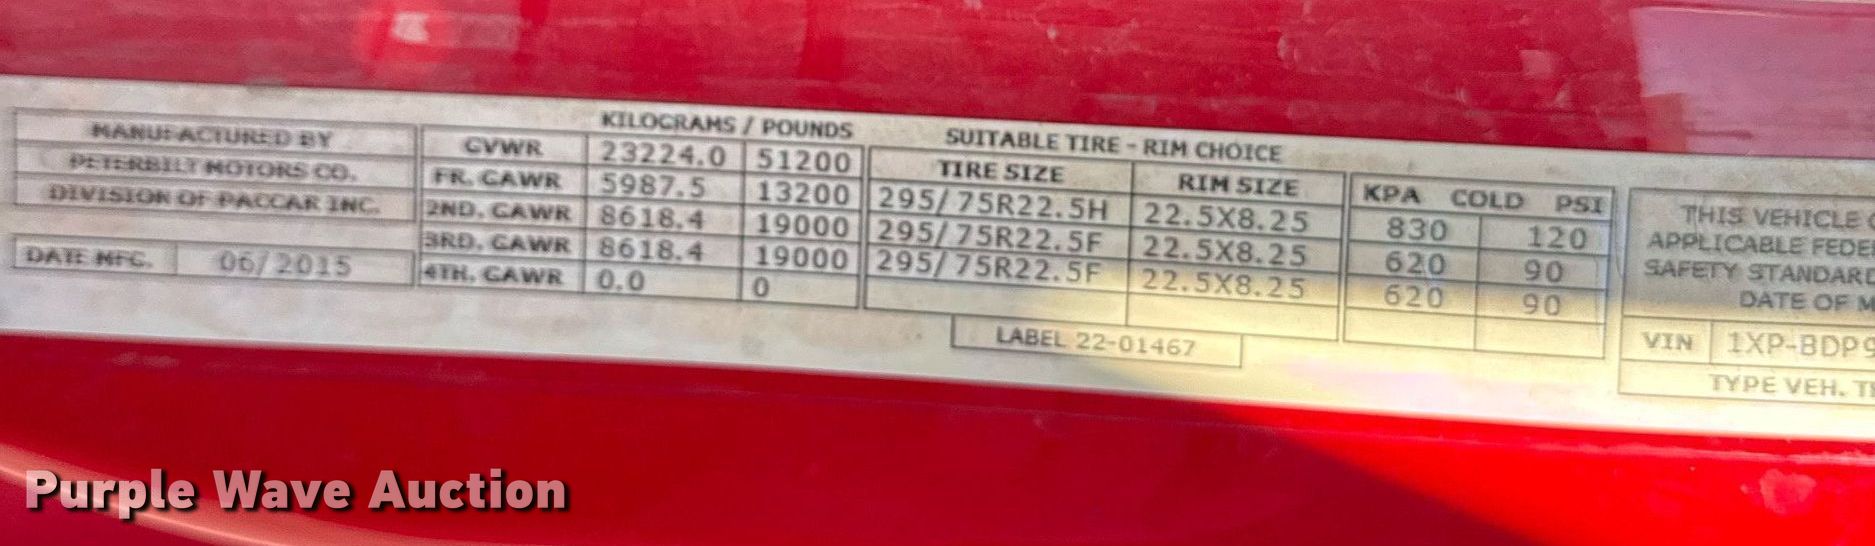 MANUFACTURED BY
PETERBILT MOTORS CO.
DIVISION OF PACCAR INC.
DATE MFC. 06/2015
KILOGRAMS / POUNDS
GVWR 23224.0 51200
FR. GAWR 5987.5 13200
2ND. GAWR 8618.4 19000
3RD. GAWR 8618.4 19000
4TH. GAWR 0.0 0
SUITABLE TIRE - RIM CHOICE
TIRE SIZE RIM SIZE
295/75R22.5H 22.5X8.25
295/75R22.5F 22.5X8.25
295/75R22.5F 22.5X8.25
LABEL 22-01467
KPA COLD PSI
830 120
620 90
620 90
THIS VEHICLE
APPLICABLE FEDE
SAFETY STANDAR
DATE OF M
VIN 1XP-BDP9
TYPE VEH. T
Purple Wave Auction